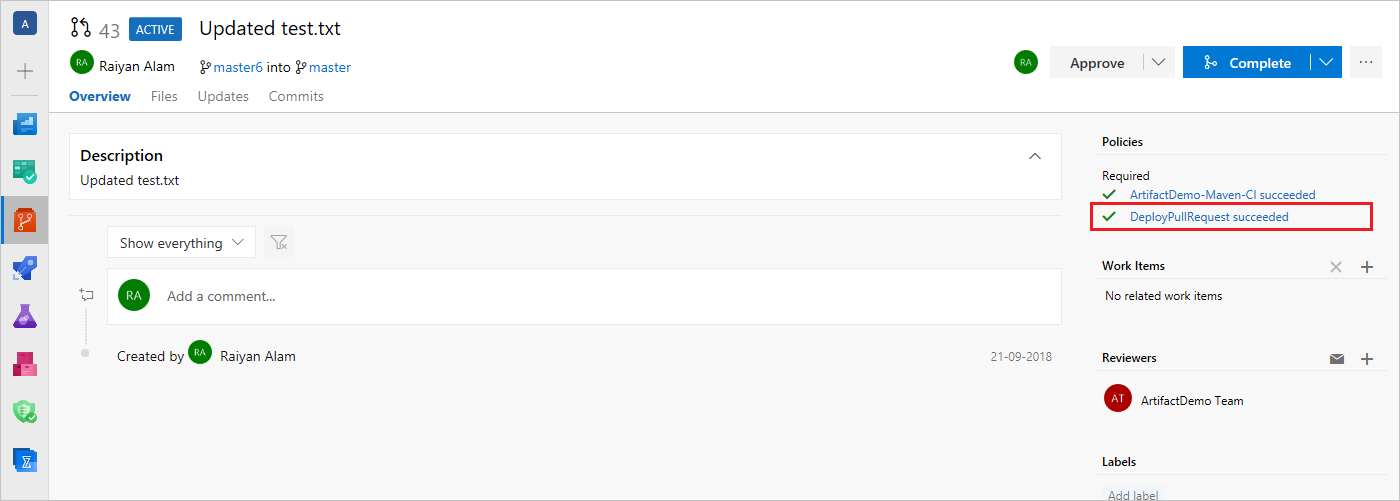 A
43 ACTIVE Updated test.txt
RA Raiyan Alam master6 into master
RA Approve Complete ...
Overview Files Updates Commits
Description
Updated test.txt
Show everything
RA Add a comment...
Created by RA Raiyan Alam 21-09-2018
Policies
Required
ArtifactDemo-Maven-CI succeeded
DeployPullRequest succeeded
Work Items
No related work items
Reviewers
AT ArtifactDemo Team
Labels
Add label